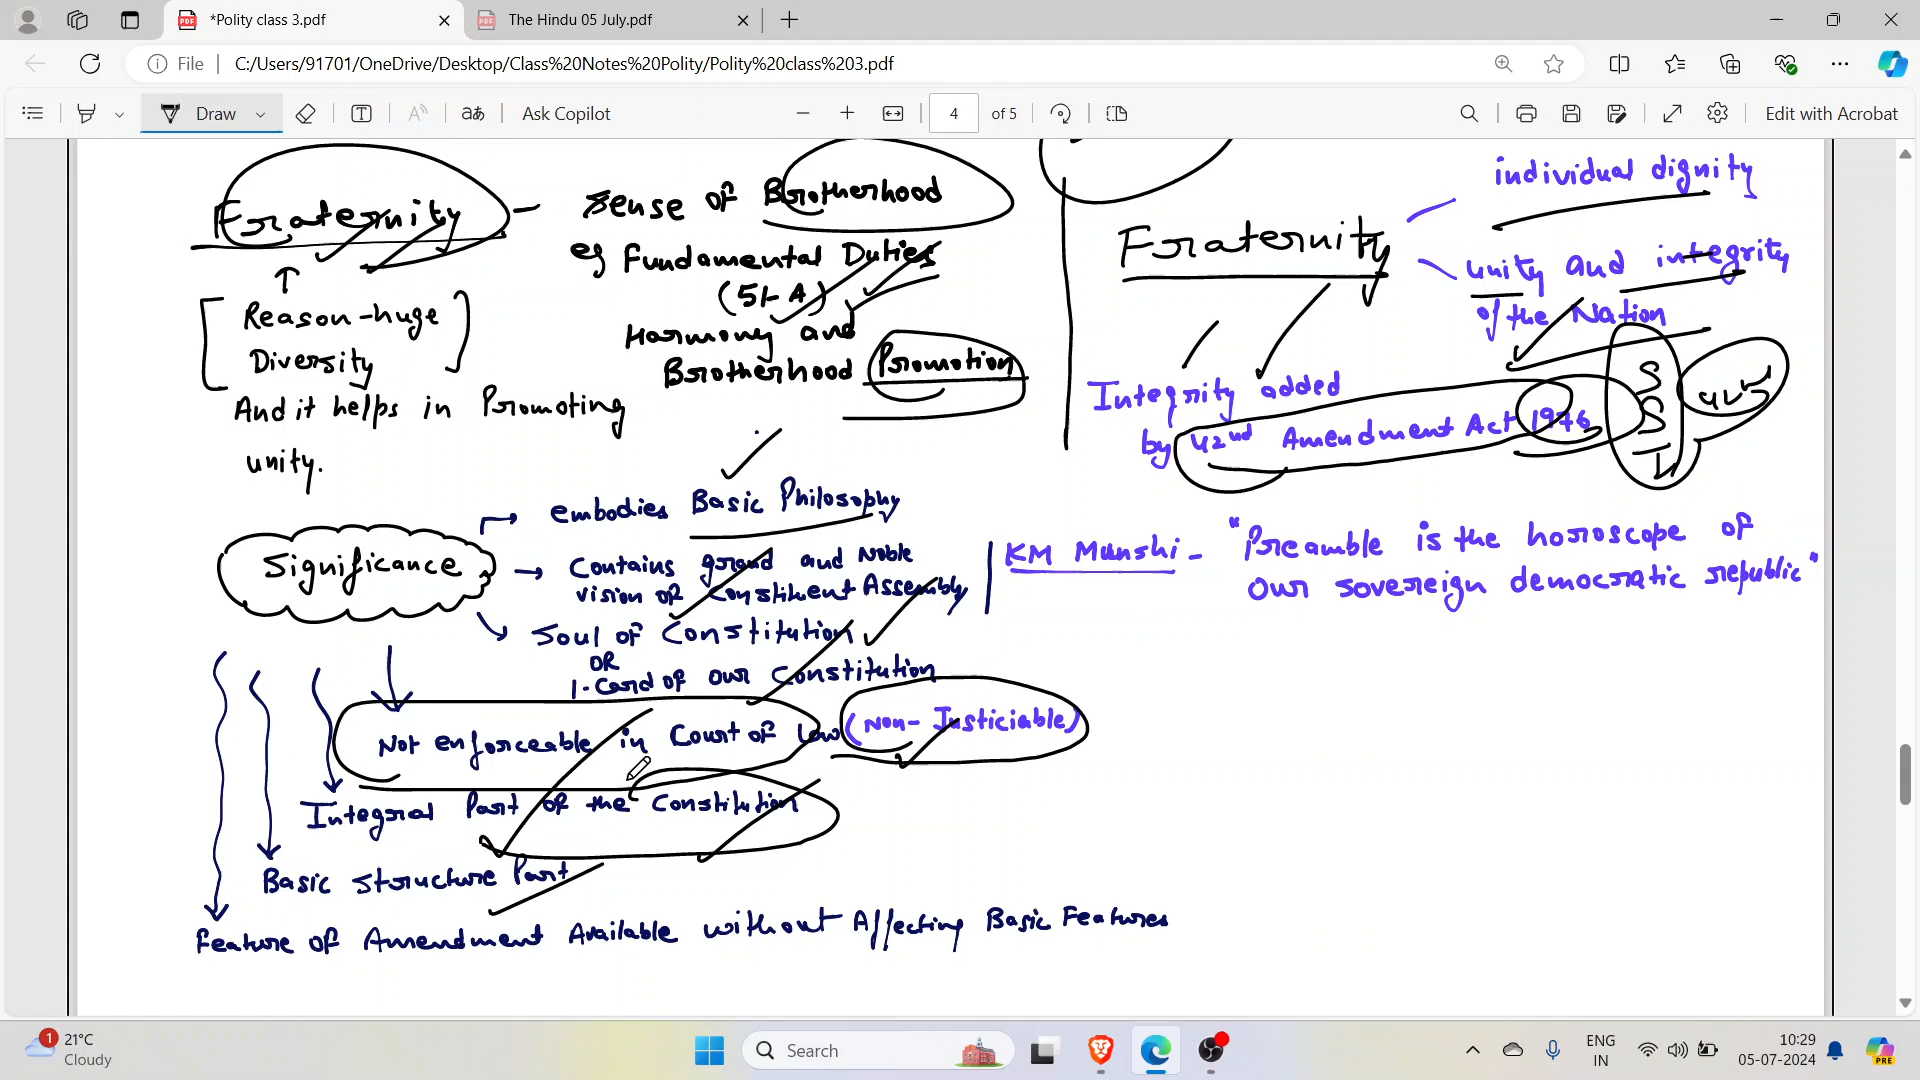 *Polity class 3.pdf
The Hindu 05 July.pdf
File
C:/Users/91701/OneDrive/Desktop/Class%20Notes%20Polity/Polity%20class%203.pdf
Draw
aあ
Ask Copilot
4 of 5
Edit with Acrobat
Fraternity - Sense of Brotherhood
eg Fundamental Duties
(51-A)
Harmony and
Brotherhood Promotion
[Reason-huge
Diversity]
And it helps in Promoting
unity.
Fraternity
individual dignity
unity and integrity
of the Nation
Integrity added
by 42nd Amendment Act 1976
S
S
I
42nd
Significance
embodies Basic Philosophy
Contains grand and Noble
vision of Constituent Assembly
Soul of Constitution
OR
I-Card of our Constitution
KM Munshi - "Preamble is the horoscope of
our sovereign democratic republic"
Not enforceable in Court of Law (Non-Justiciable)
Integral Part of the Constitution
Basic structure Part
Feature of Amendment Available without Affecting Basic Features
1
21°C
Cloudy
Search
PRE
ENG
IN
10:29
05-07-2024